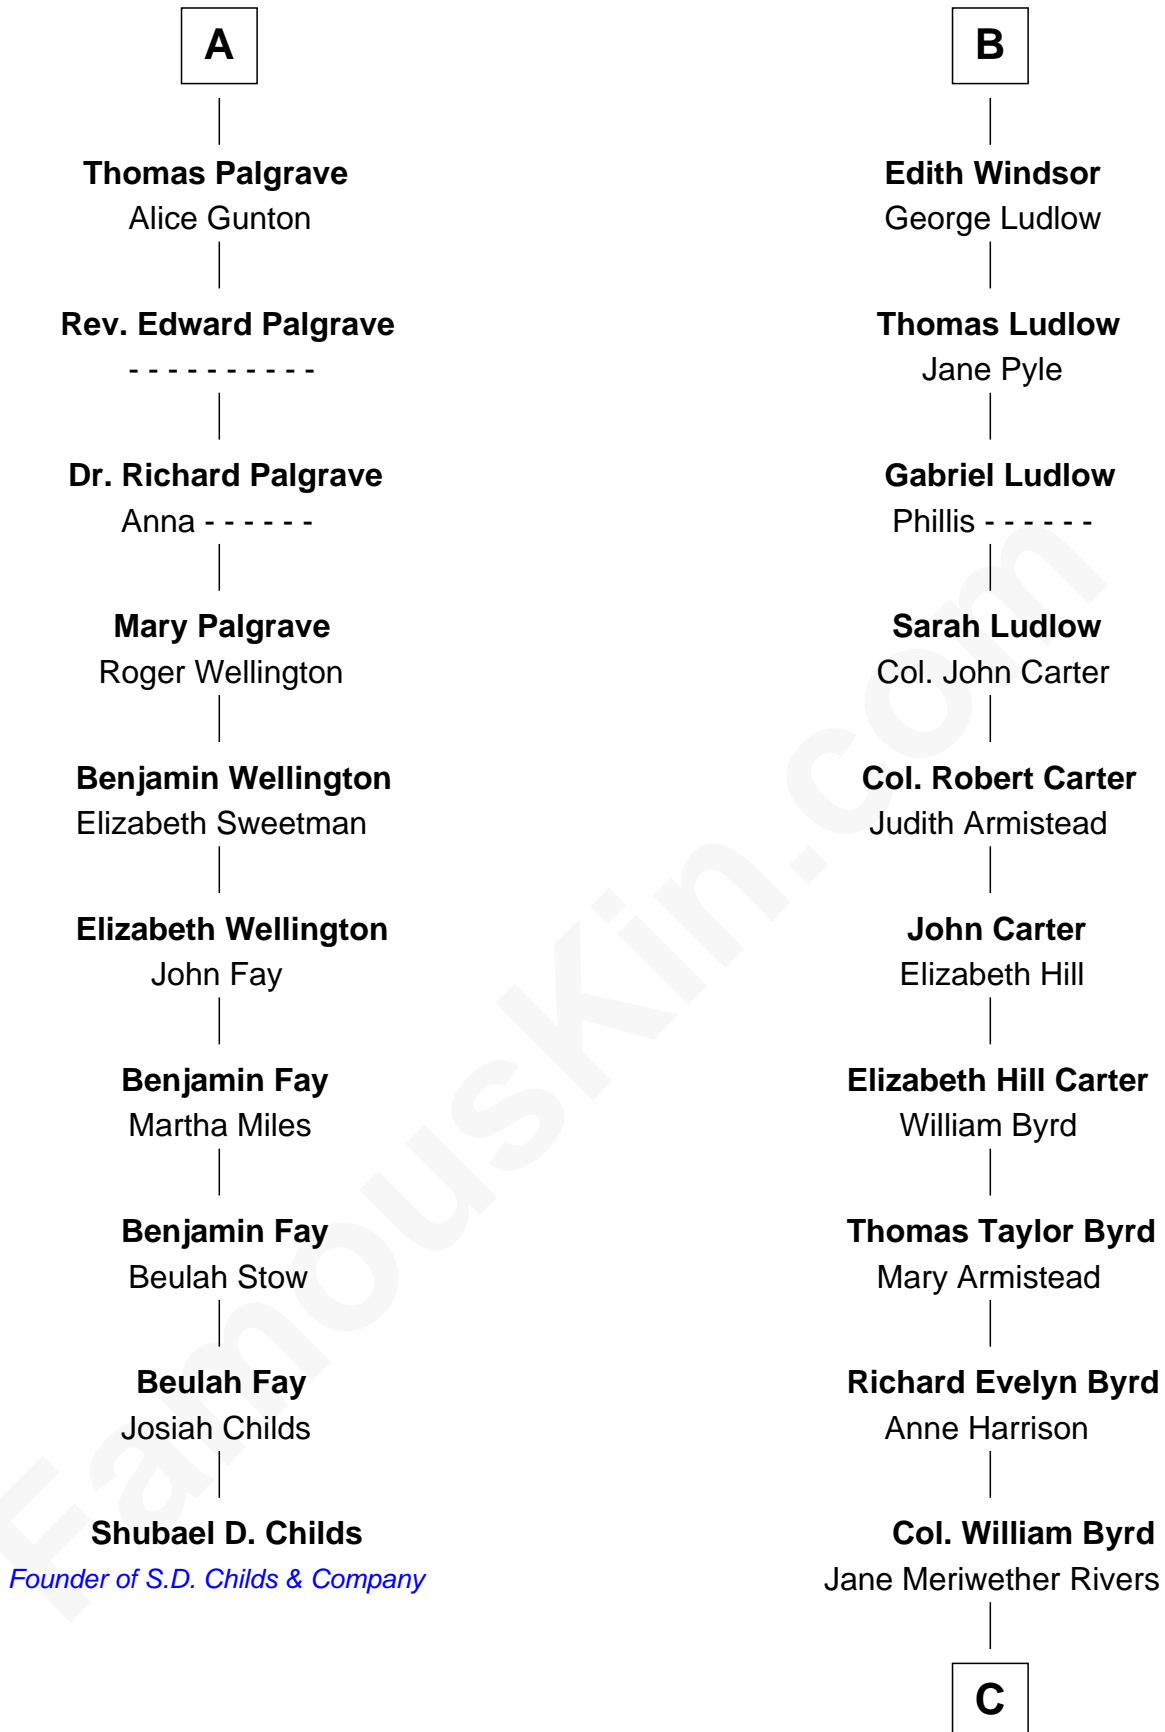 A
Thomas Palgrave
Alice Gunton
Rev. Edward Palgrave
- - - - - - - - - -
Dr. Richard Palgrave
Anna - - - - - -
Mary Palgrave
Roger Wellington
Benjamin Wellington
Elizabeth Sweetman
Elizabeth Wellington
John Fay
Benjamin Fay
Martha Miles
Benjamin Fay
Beulah Stow
Beulah Fay
Josiah Childs
Shubael D. Childs
Founder of S.D. Childs & Company
B
Edith Windsor
George Ludlow
Thomas Ludlow
Jane Pyle
Gabriel Ludlow
Phillis - - - - - -
Sarah Ludlow
Col. John Carter
Col. Robert Carter
Judith Armistead
John Carter
Elizabeth Hill
Elizabeth Hill Carter
William Byrd
Thomas Taylor Byrd
Mary Armistead
Richard Evelyn Byrd
Anne Harrison
Col. William Byrd
Jane Meriwether Rivers
C
FamousKin.com